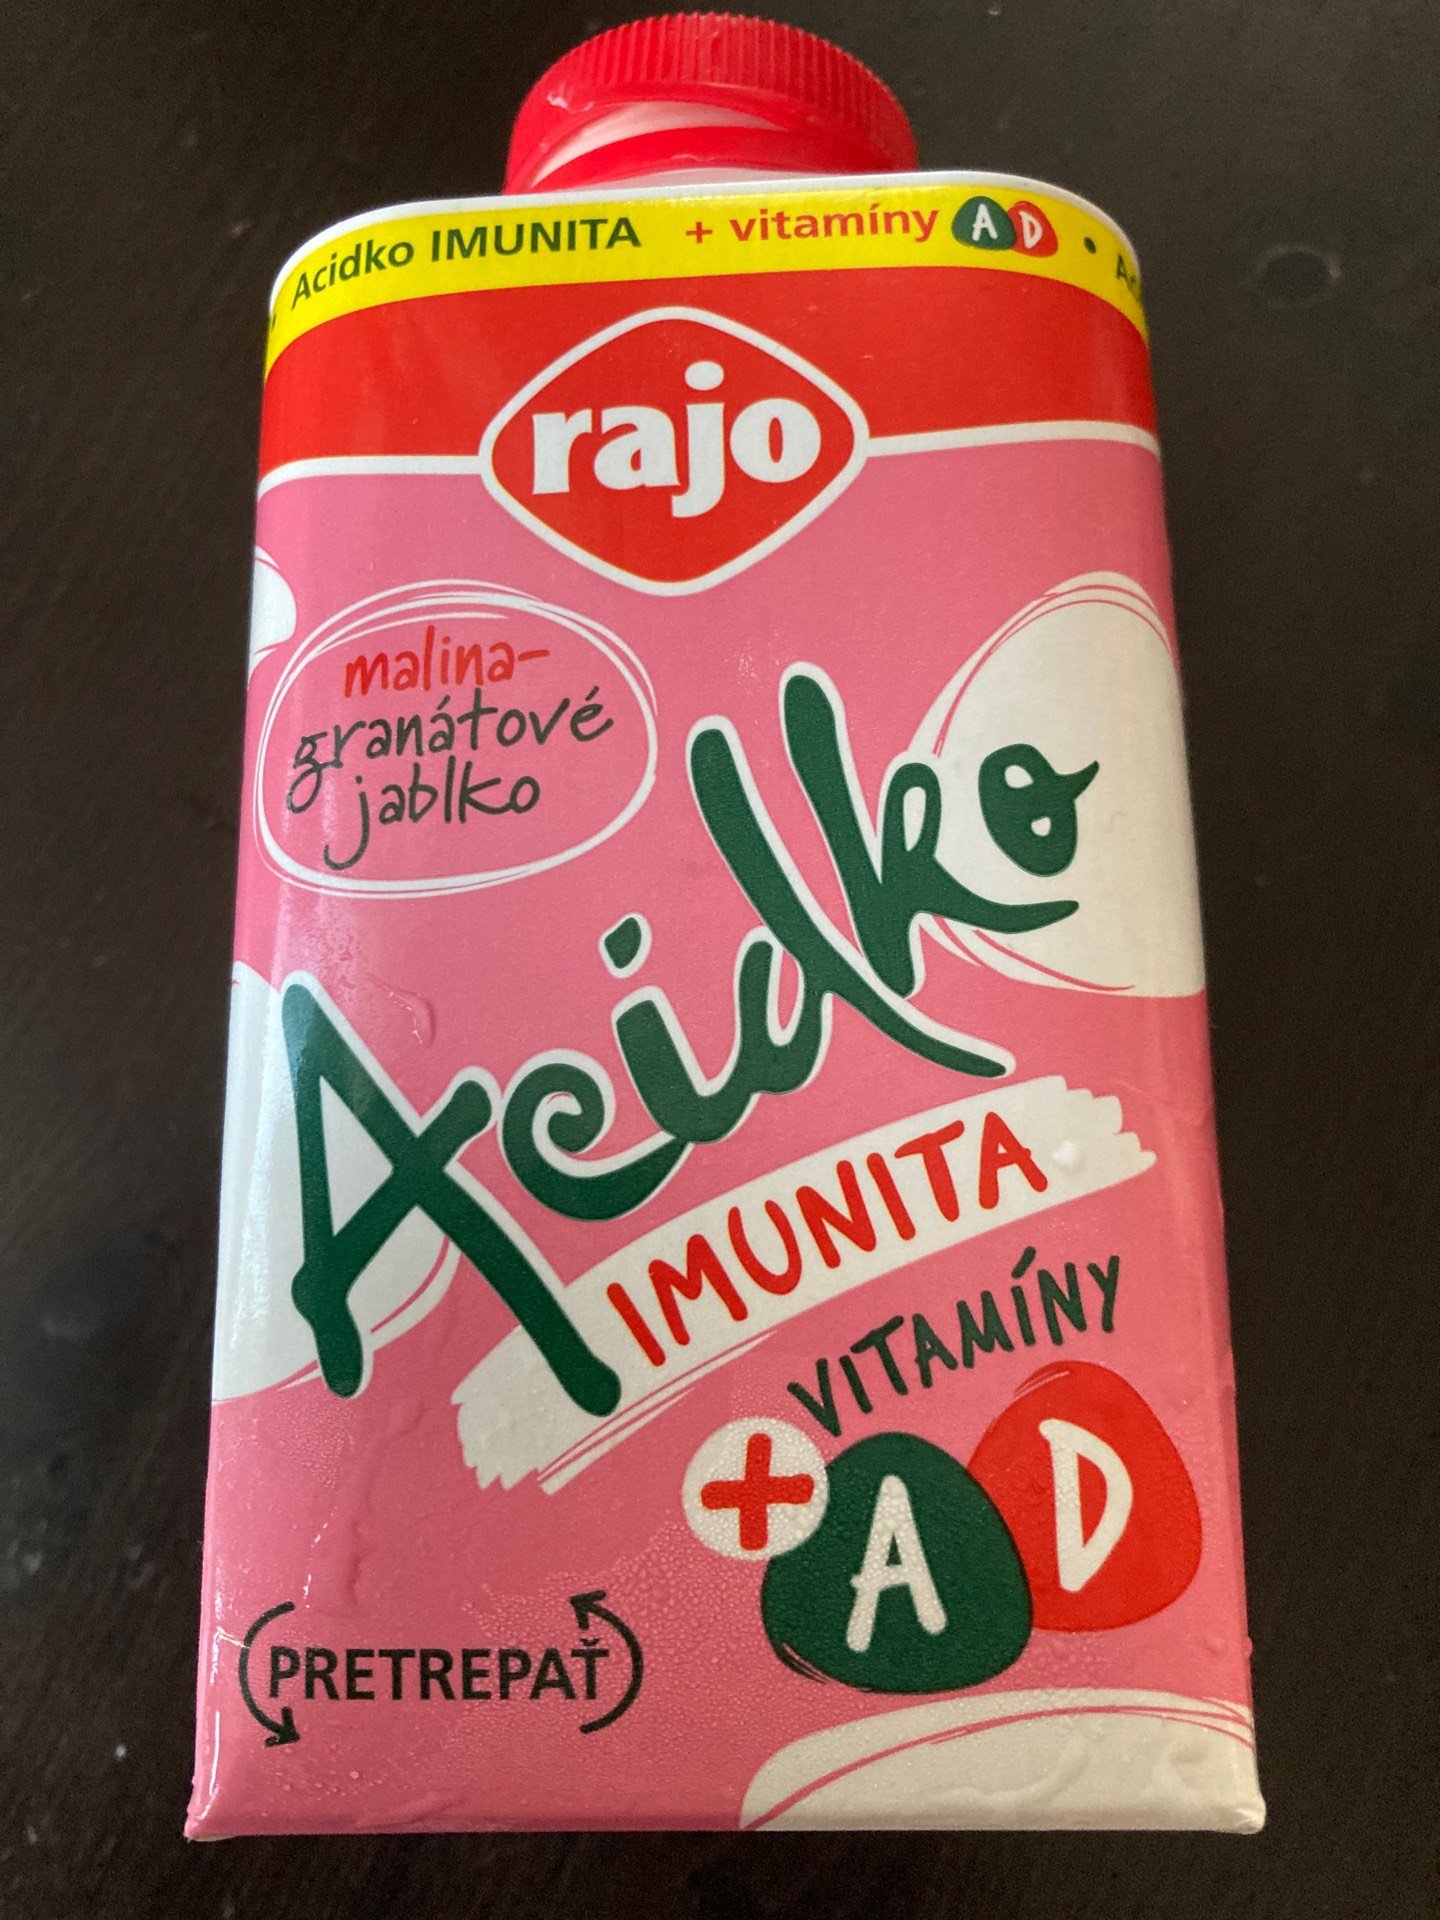 Acidko IMUNITA + vitamíny A D •
rajo
malina-
granátové
jablko
Acidko
IMUNITA
VITAMÍNY
+ A D
PRETREPAŤ